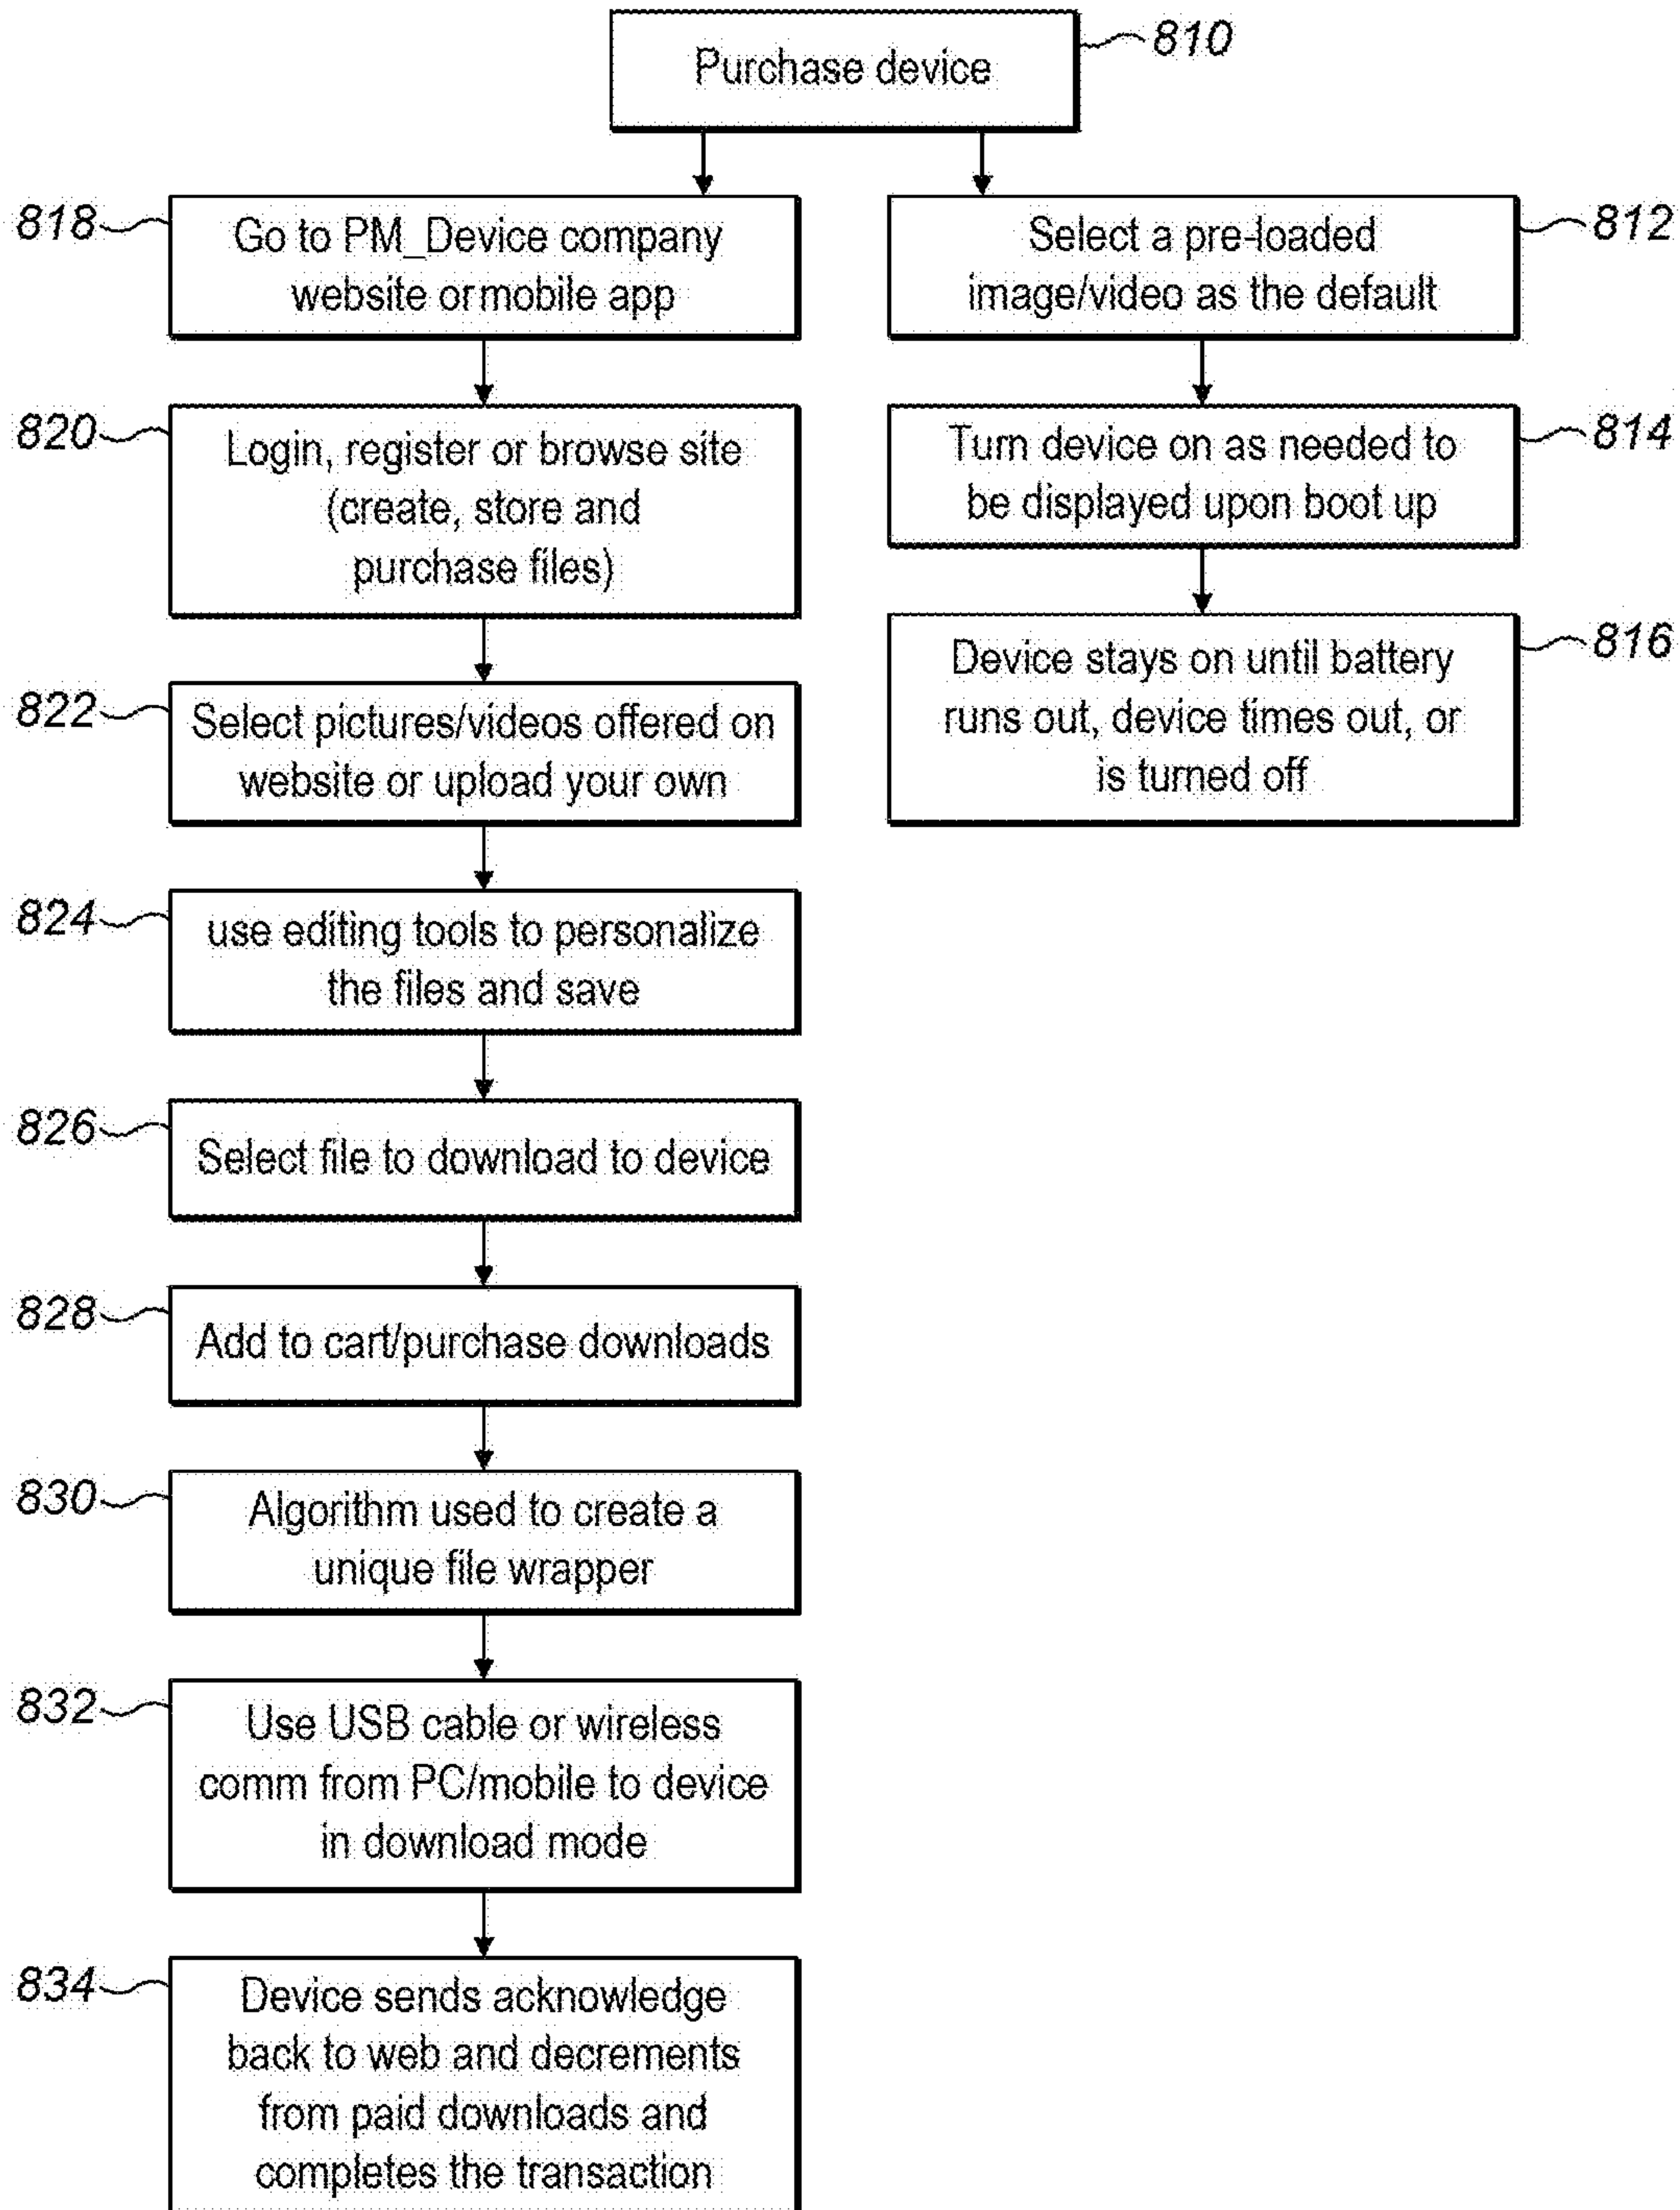 Purchase device
810
818
Go to PM_Device company
website ormobile app
820
Login, register or browse site
(create, store and
purchase files)
822
Select pictures/videos offered on
website or upload your own
824
use editing tools to personalize
the files and save
826
Select file to download to device
828
Add to cart/purchase downloads
830
Algorithm used to create a
unique file wrapper
832
Use USB cable or wireless
comm from PC/mobile to device
in download mode
834
Device sends acknowledge
back to web and decrements
from paid downloads and
completes the transaction
Select a pre-loaded
image/video as the default
812
Turn device on as needed to
be displayed upon boot up
814
Device stays on until battery
runs out, device times out, or
is turned off
816